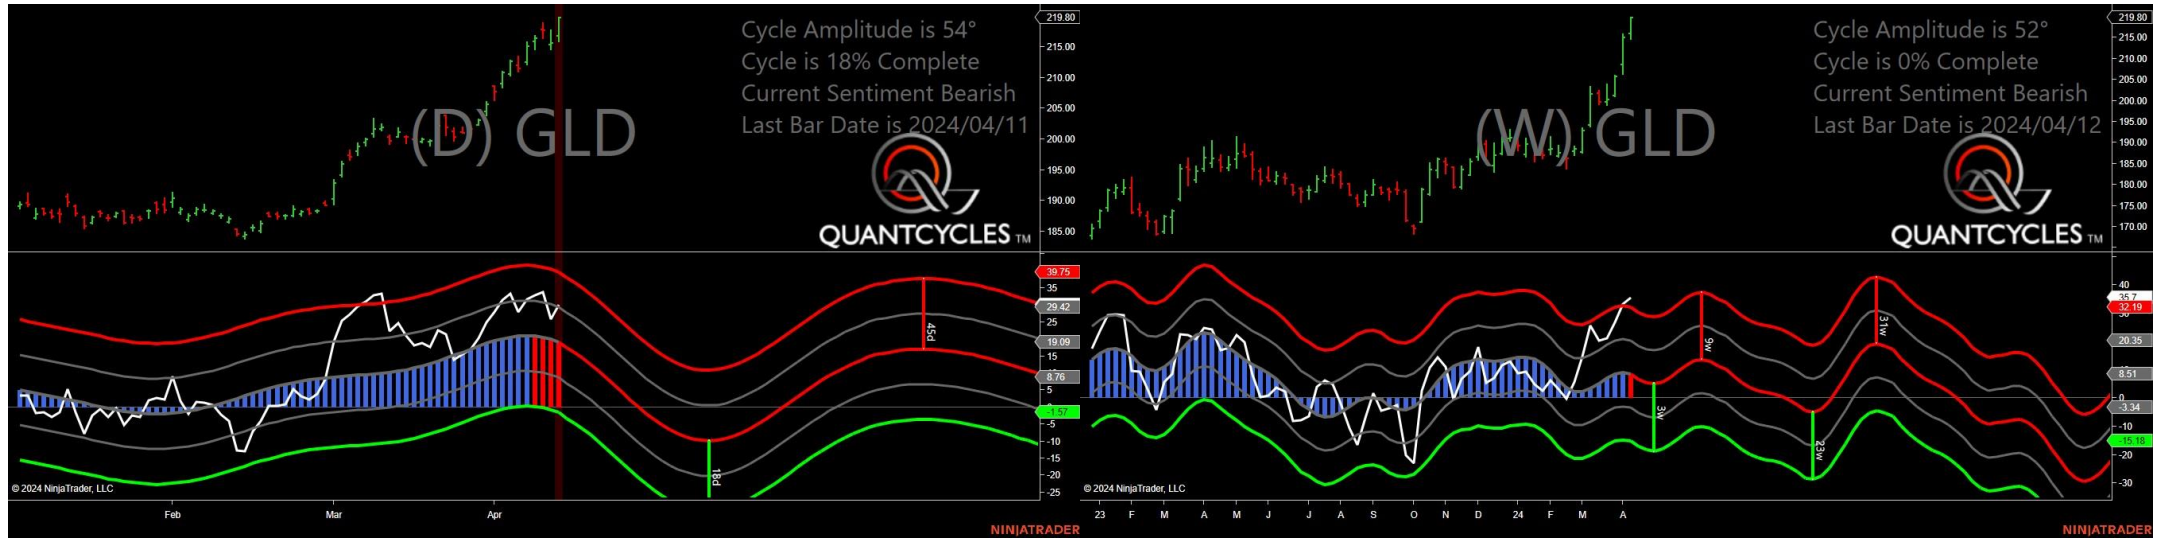 Cycle Amplitude is 54°
Cycle is 18% Complete
Current Sentiment Bearish
Last Bar Date is 2024/04/11
(D) GLD
QUANTCYCLES TM
219.80
215.00
210.00
205.00
200.00
195.00
190.00
185.00
39.75
35
29.42
25
19.09
15
8.76
-1.57
-5
-10
-15
-20
-25
45d
18d
© 2024 NinjaTrader, LLC
Feb Mar Apr
NINJATRADER
Cycle Amplitude is 52°
Cycle is 0% Complete
Current Sentiment Bearish
Last Bar Date is 2024/04/12
(W) GLD
QUANTCYCLES TM
219.80
215.00
210.00
205.00
200.00
195.00
190.00
185.00
180.00
175.00
170.00
40
35.7
32.19
20.35
8.51
0
-3.34
-10
-15.18
-20
-30
9w
31w
3w
23w
© 2024 NinjaTrader, LLC
23 F M A M J J A S O N D 24 F M A
NINJATRADER